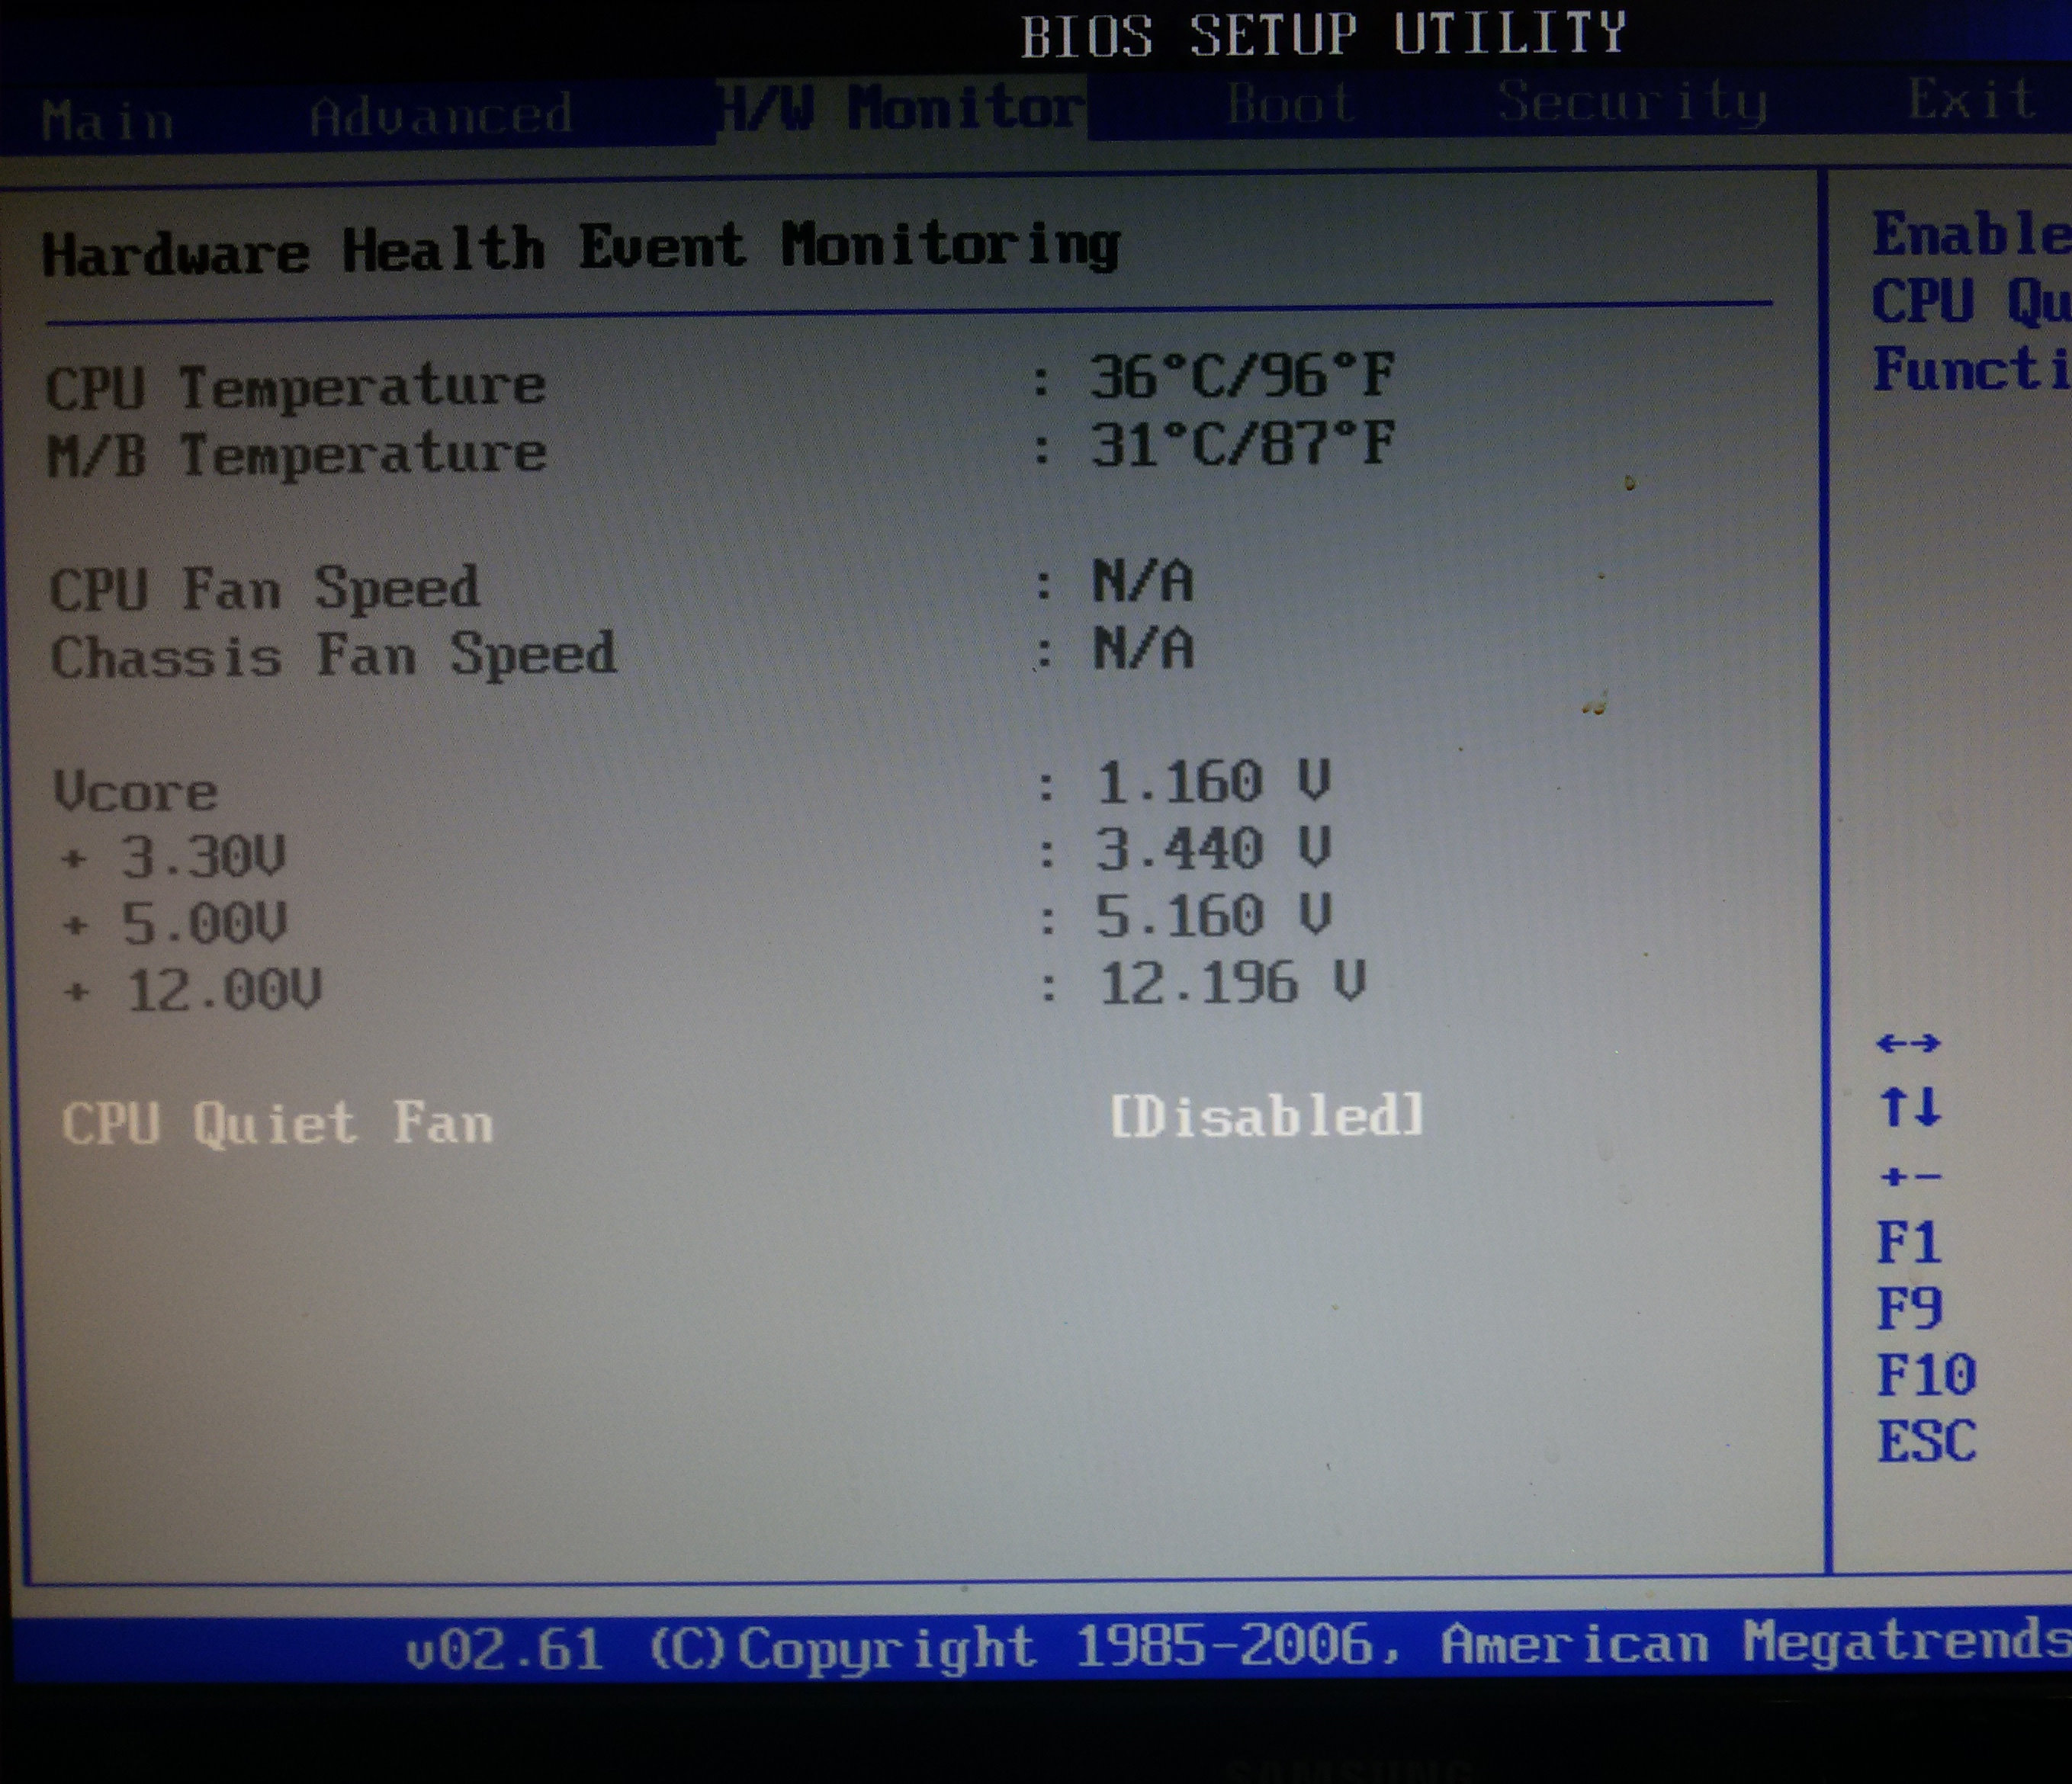 BIOS SETUP UTILITY
Main Advanced H/W Monitor Boot Security Exit
Hardware Health Event Monitoring
CPU Temperature : 36°C/96°F
M/B Temperature : 31°C/87°F
CPU Fan Speed : N/A
Chassis Fan Speed : N/A
Vcore : 1.160 V
+ 3.30V : 3.440 V
+ 5.00V : 5.160 V
+ 12.00V : 12.196 V
CPU Quiet Fan [Disabled]
Enable
CPU Qu
Functi
←→
↑↓
+-
F1
F9
F10
ESC
v02.61 (C)Copyright 1985-2006, American Megatrends
SAMSUNG